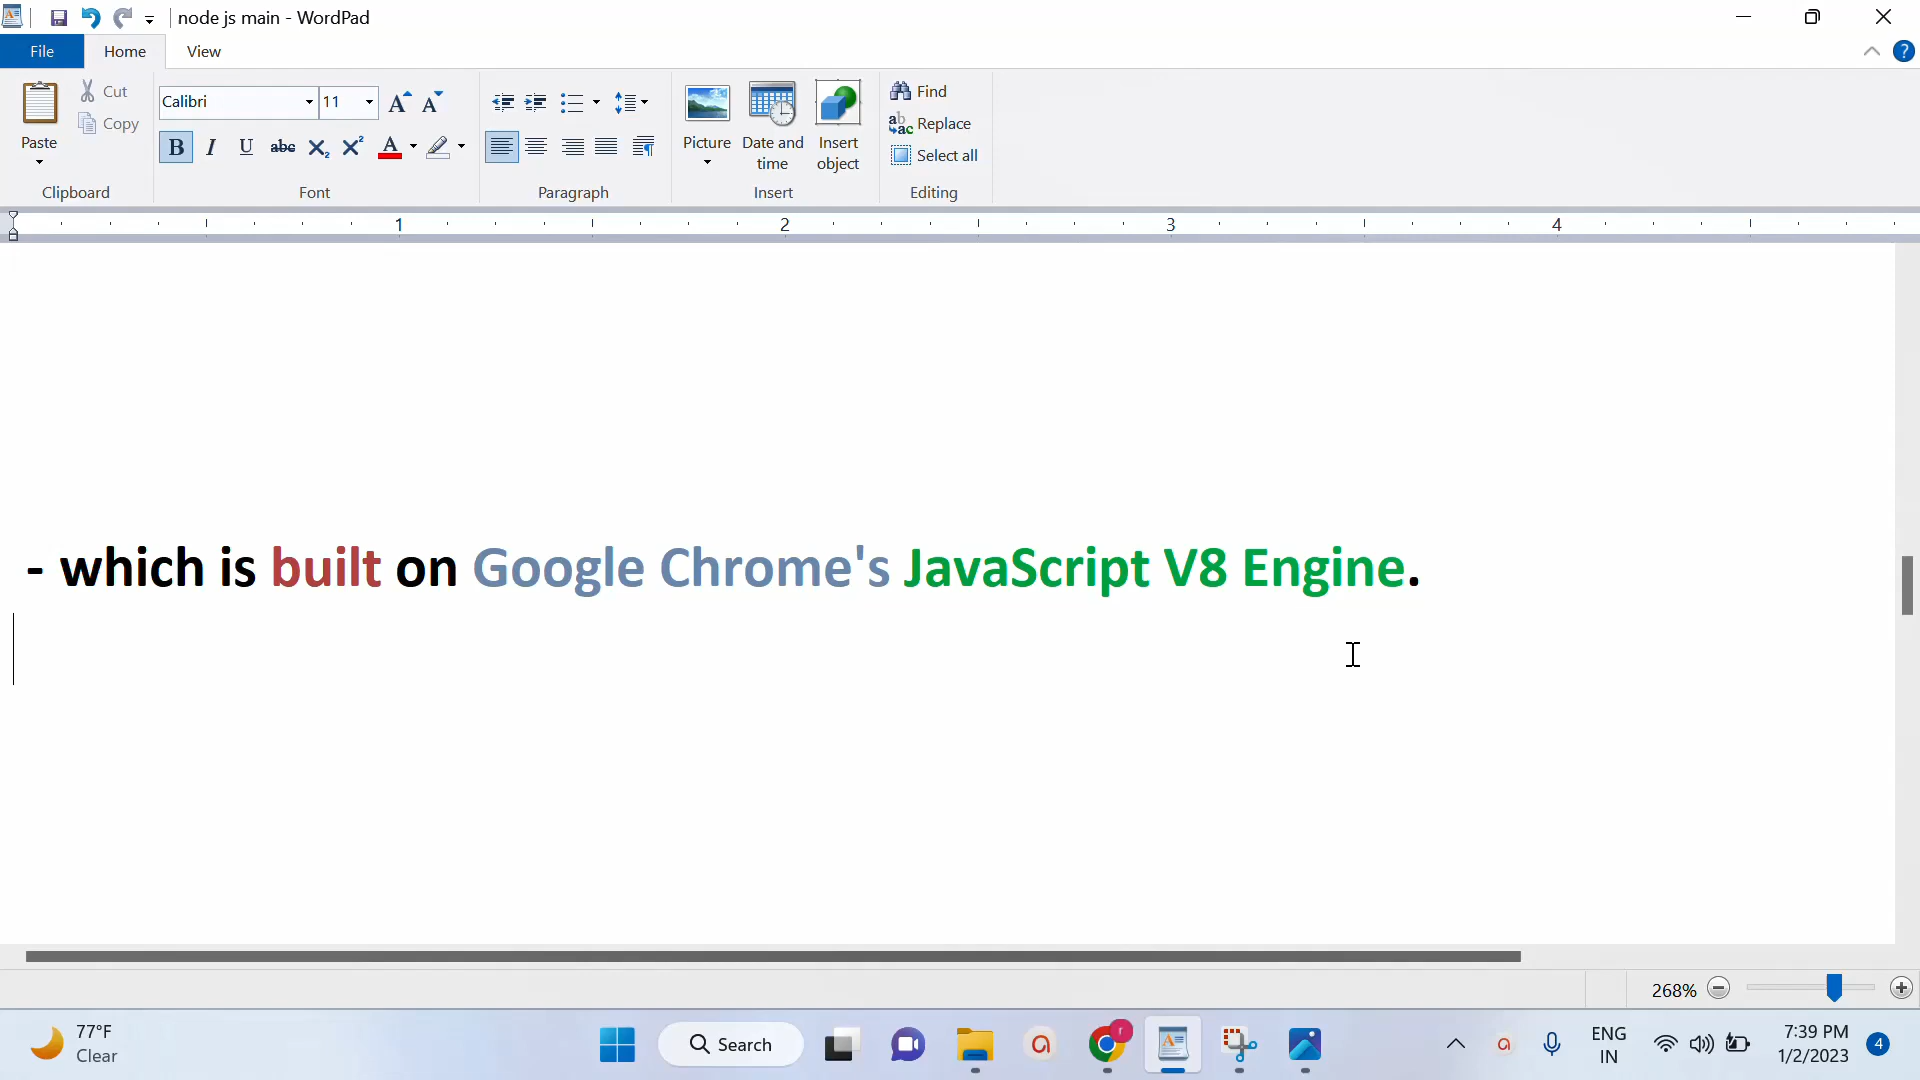 node js main - WordPad
File Home View
Cut
Copy
Paste
Calibri 11
Picture
Date and time
Insert object
Find
Replace
Select all
Clipboard Font Paragraph Insert Editing
1 2 3 4
- which is built on Google Chrome's JavaScript V8 Engine.
268%
77°F
Clear
Search
ENG
IN
7:39 PM
1/2/2023
4